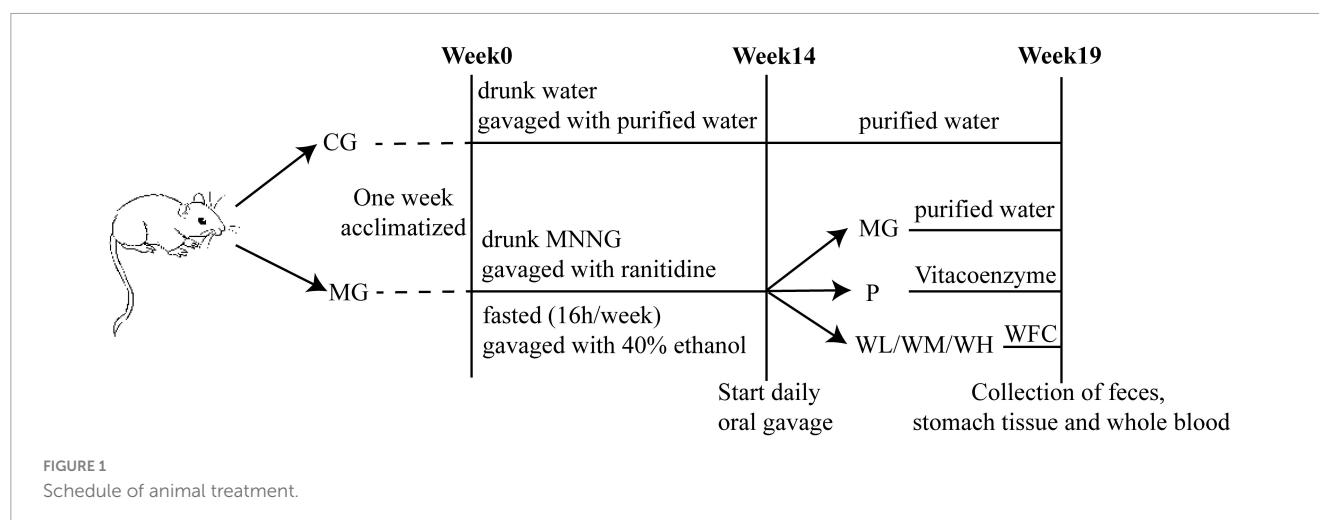 Week0
Week14
Week19
drunk water
gavaged with purified water
purified water
CG
One week
acclimatized
MG
drunk MNNG
gavaged with ranitidine
fasted (16h/week)
gavaged with 40% ethanol
MG
purified water
P
Vitacoenzyme
WL/WM/WH
WFC
Start daily
oral gavage
Collection of feces,
stomach tissue and whole blood
FIGURE 1
Schedule of animal treatment.